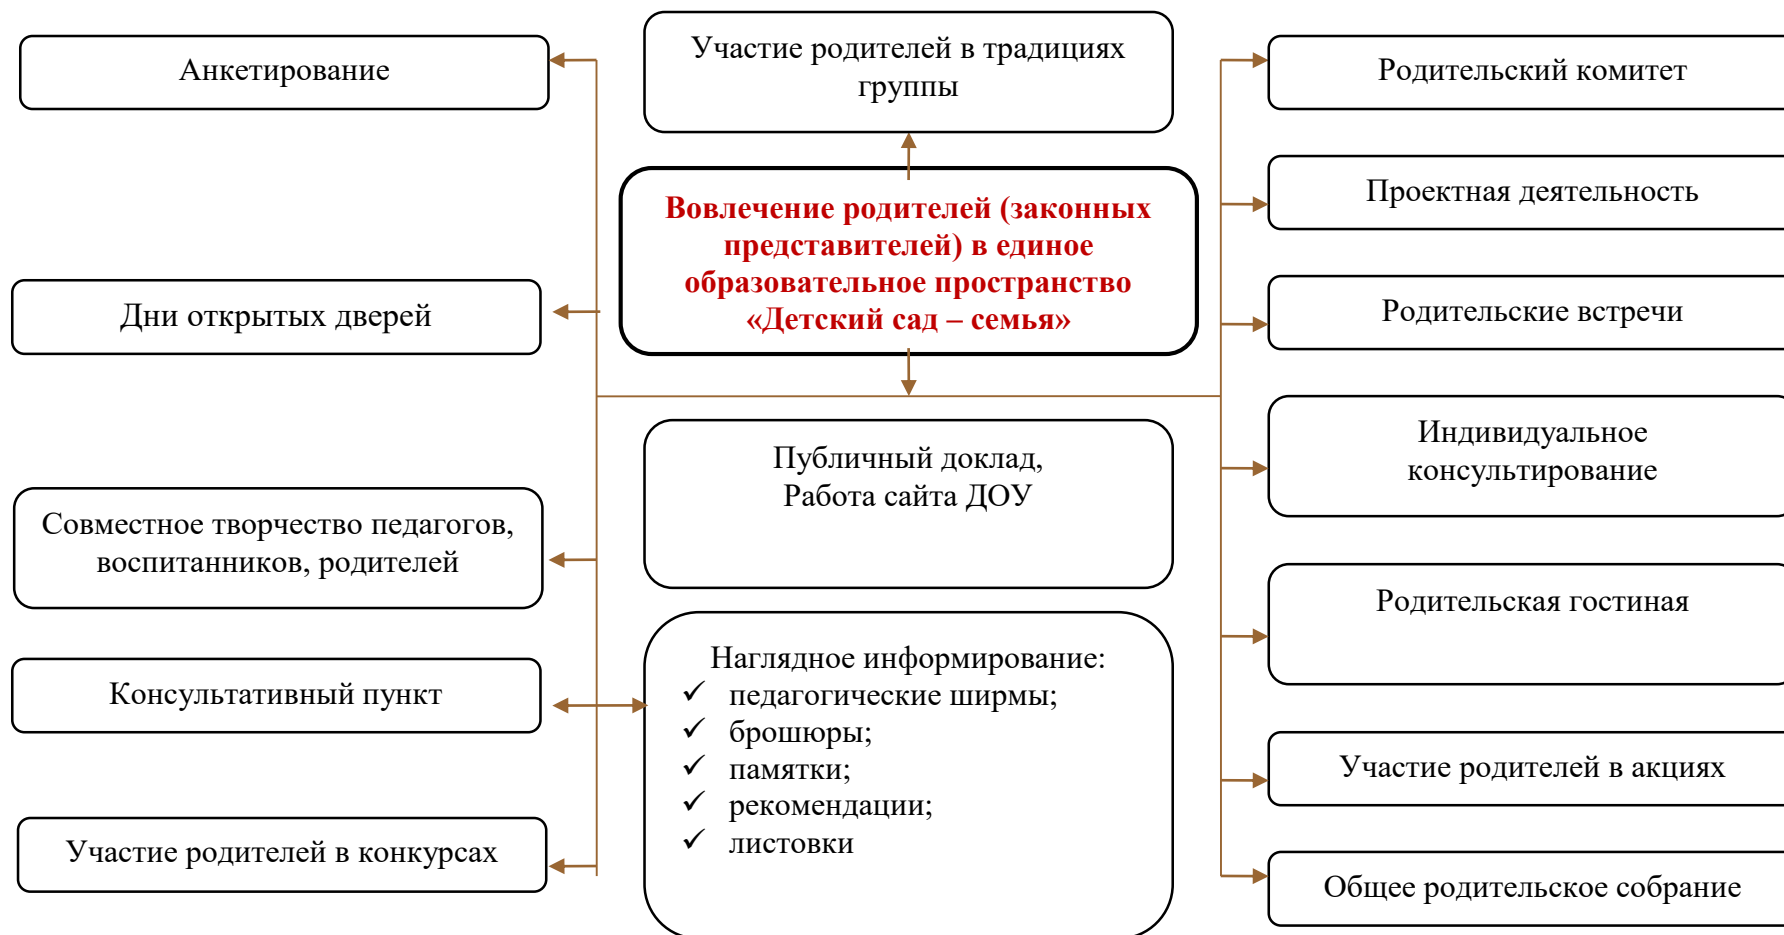 Анкетирование
Дни открытых дверей
Совместное творчество педагогов,
воспитанников, родителей
Консультативный пункт
Участие родителей в конкурсах
Участие родителей в традициях
группы
Вовлечение родителей (законных
представителей) в единое
образовательное пространство
«Детский сад – семья»
Публичный доклад,
Работа сайта ДОУ
Наглядное информирование:
✓ педагогические ширмы;
✓ брошюры;
✓ памятки;
✓ рекомендации;
✓ листовки
Родительский комитет
Проектная деятельность
Родительские встречи
Индивидуальное
консультирование
Родительская гостиная
Участие родителей в акциях
Общее родительское собрание